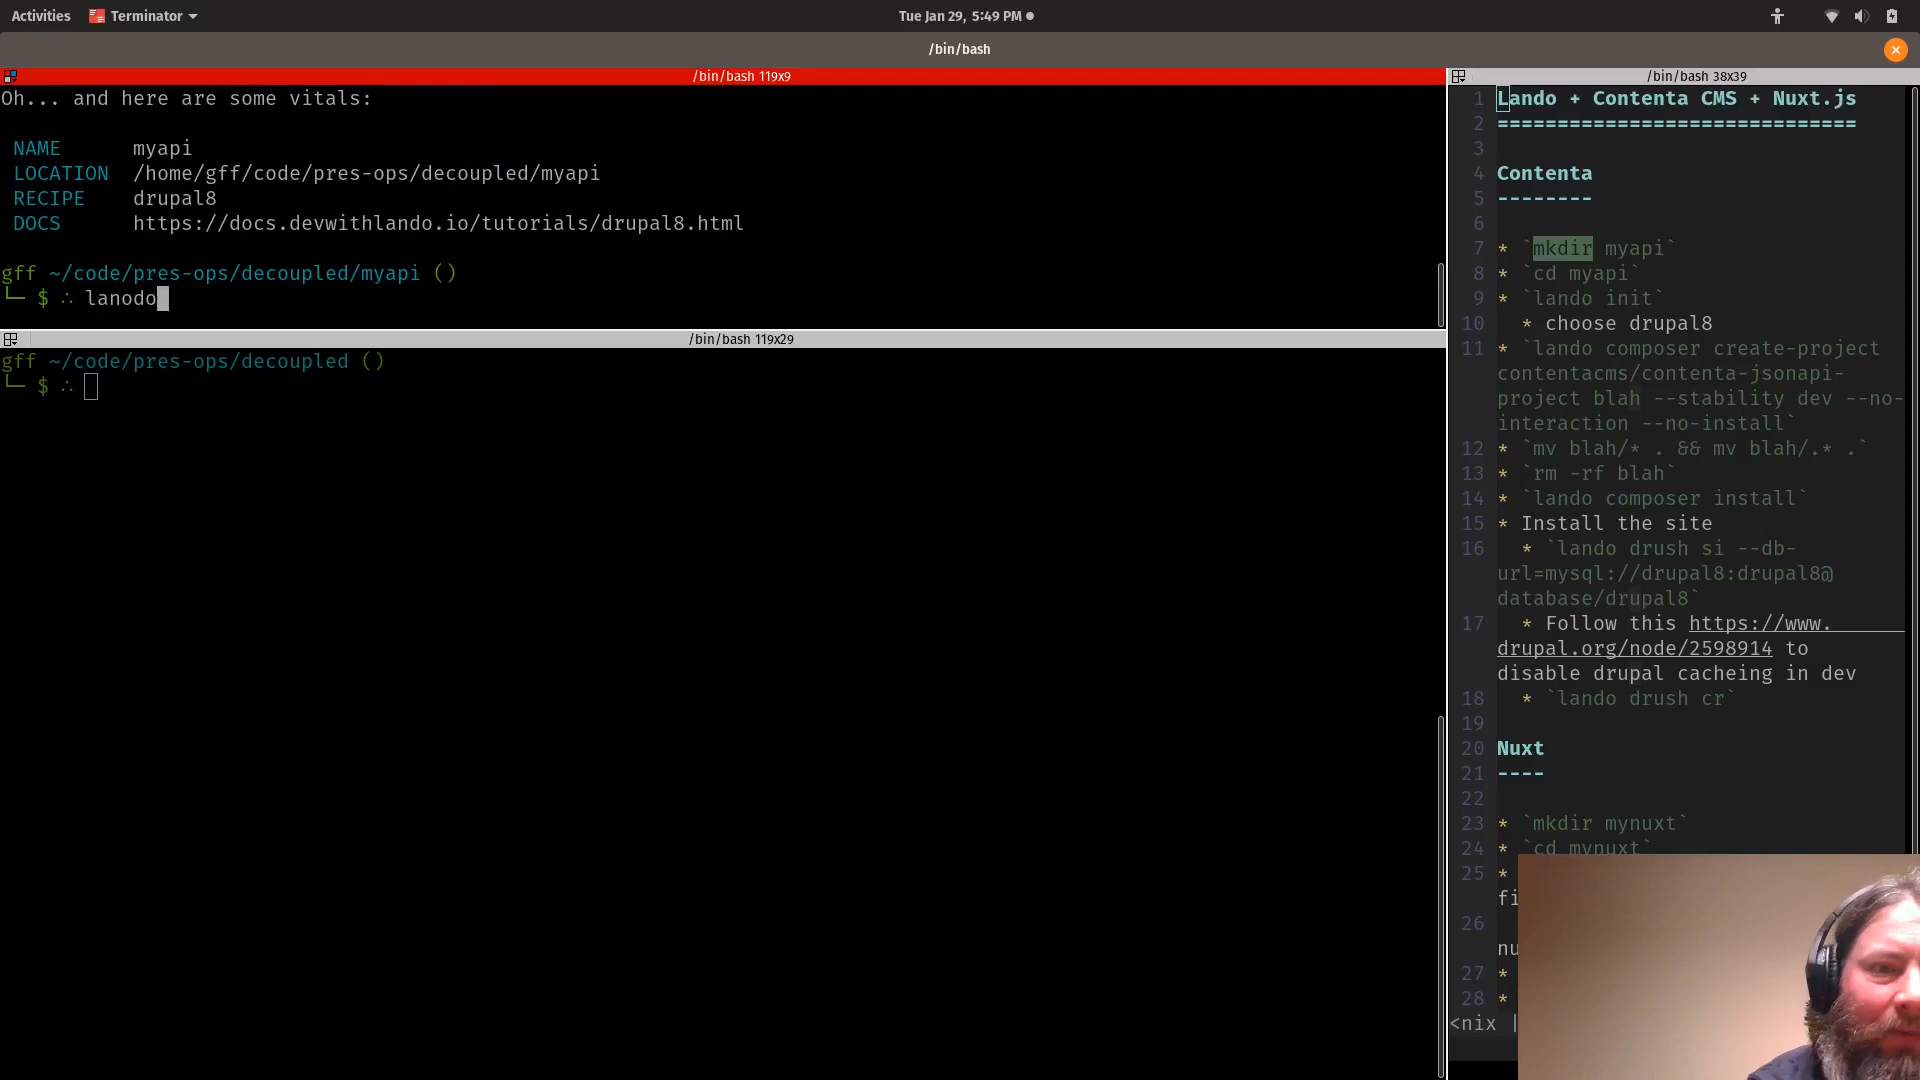 Activities Terminator Tue Jan 29, 5:49 PM
/bin/bash
/bin/bash 119x9
Oh... and here are some vitals:
NAME myapi
LOCATION /home/gff/code/pres-ops/decoupled/myapi
RECIPE drupal8
DOCS https://docs.devwithlando.io/tutorials/drupal8.html
gff ~/code/pres-ops/decoupled/myapi ()
└─ $ ∴ lanodo
/bin/bash 119x29
gff ~/code/pres-ops/decoupled ()
└─ $ ∴
/bin/bash 38x39
1 Lando + Contenta CMS + Nuxt.js
2 ==============================
3
4 Contenta
5 --------
6
7 * `mkdir myapi`
8 * `cd myapi`
9 * `lando init`
10 * choose drupal8
11 * `lando composer create-project
contentacms/contenta-jsonapi-
project blah --stability dev --no-
interaction --no-install`
12 * `mv blah/* . && mv blah/.* .`
13 * `rm -rf blah`
14 * `lando composer install`
15 * Install the site
16 * `lando drush si --db-
url=mysql://drupal8:drupal8@
database/drupal8`
17 * Follow this https://www.
drupal.org/node/2598914 to
disable drupal cacheing in dev
18 * `lando drush cr`
19
20 Nuxt
21 ----
22
23 * `mkdir mynuxt`
24 * `cd mynuxt`
25 *
fi
26
nu
27 *
28 *
<nix |